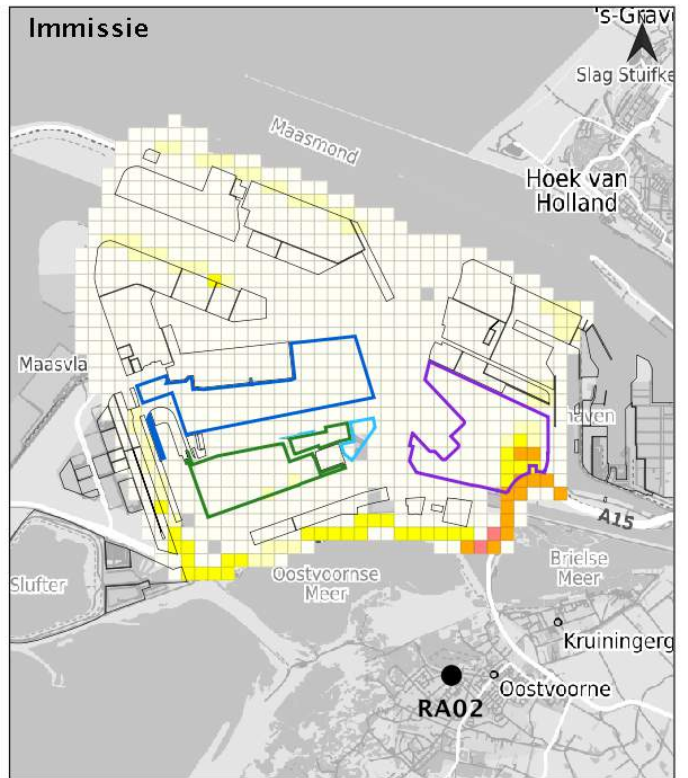 Immissie
's-Grav
Slag Stuifke
Maasmond
Hoek van
Holland
Maasvla
haven
A15
Slufter
Oostvoornse
Meer
Brielse
Meer
Kruiningerg
Oostvoorne
RA02